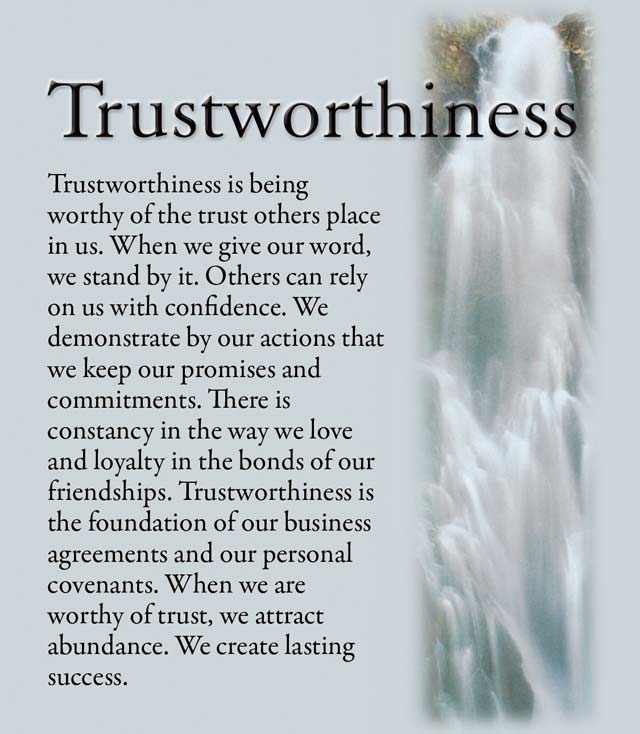 Trustworthiness
Trustworthiness is being
worthy of the trust others place
in us. When we give our word,
we stand by it. Others can rely
on us with confidence. We
demonstrate by our actions that
we keep our promises and
commitments. There is
constancy in the way we love
and loyalty in the bonds of our
friendships. Trustworthiness is
the foundation of our business
agreements and our personal
covenants. When we are
worthy of trust, we attract
abundance. We create lasting
success.